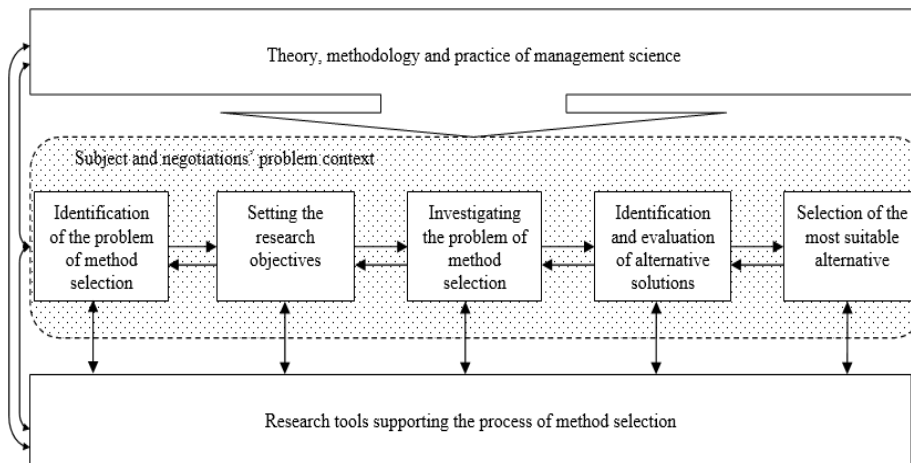 Theory, methodology and practice of management science
Subject and negotiations’ problem context
Identification
of the problem
of method
selection
Setting the
research
objectives
Investigating
the problem of
method
selection
Identification
and evaluation
of alternative
solutions
Selection of the
most suitable
alternative
Research tools supporting the process of method selection